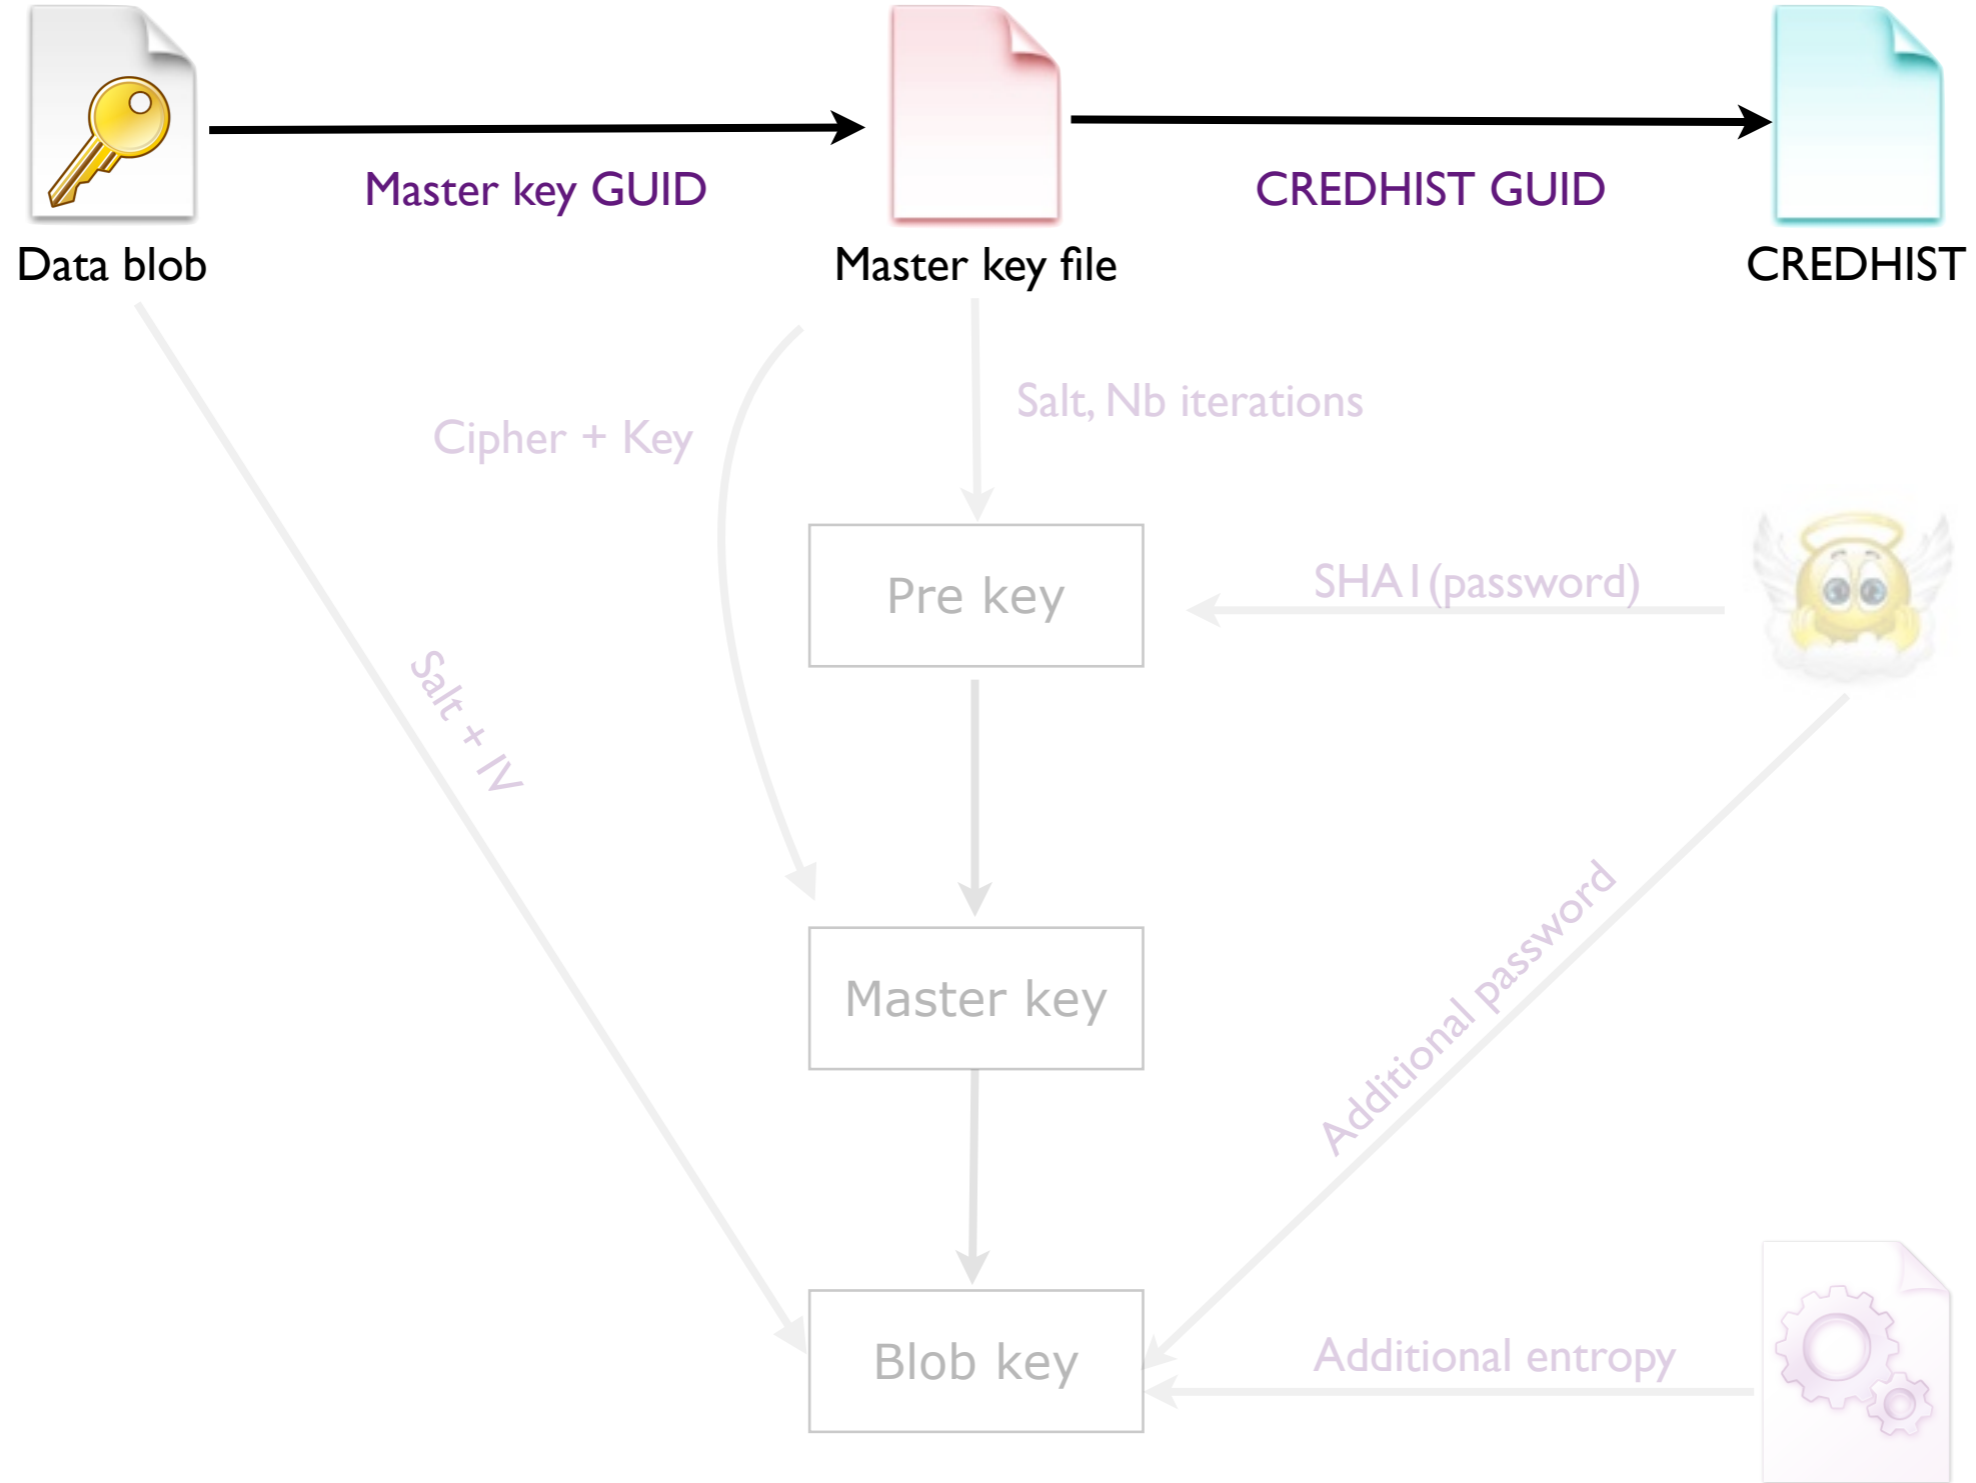 Master key GUID
CREDHIST GUID
Data blob
Master key file
CREDHIST
Salt, Nb iterations
Cipher + Key
SHA1(password)
Pre key
Salt + IV
Additional password
Master key
Additional entropy
Blob key